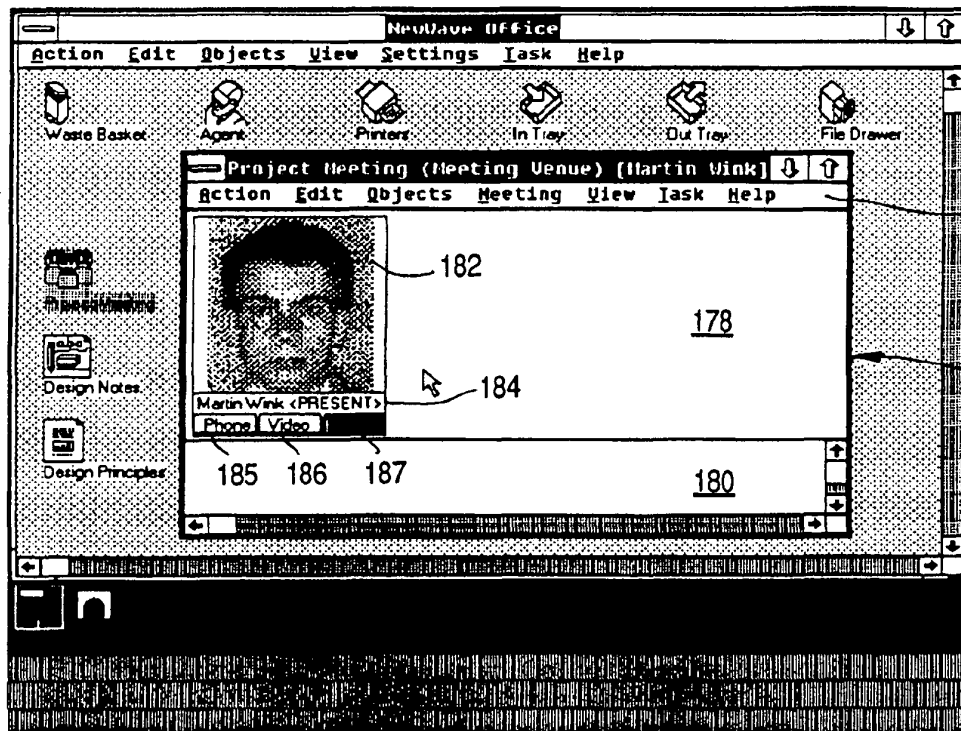 NewWave Office
Action Edit Objects View Settings Task Help
Waste Basket Agent Printers In Tray Out Tray File Drawer
Project Meeting (Meeting Venue) [Martin Wink]
Action Edit Objects Meeting View Task Help
182
178
Design Notes
184
Martin Wink <PRESENT>
Phone Video
185 186 187
180
Design Principles